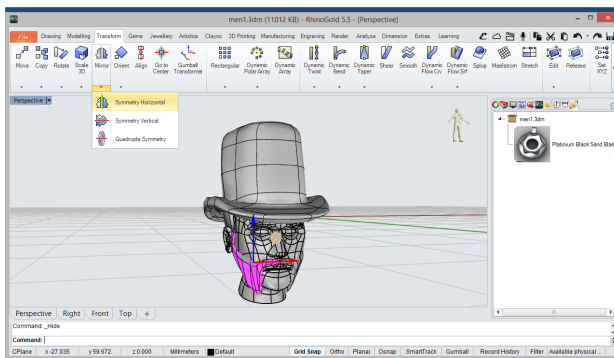 men1.3dm (11012 KB) - RhinoGold 5.5 - [Perspective]
File Drawing Modelling Transform Gems Jewellery Artistics Clayoo 3D Printing Manufacturing Engraving Render Analyze Dimension Extras Learning
Move Copy Rotate Scale 3D Mirror Orient Align Go to Center Gumball Transformer Rectangular Dynamic Polar Array Dynamic Array Dynamic Twist Dynamic Bend Dynamic Taper Shear Smooth Dynamic Flow Crv Dynamic Flow Srf Splop Maelstrom Stretch Edit Release Set XYZ
Perspective
Symmetry Horizontal
Symmetry Vertical
Quadruple Symmetry
men1.3dm
Platinium Black Sand Blas
Perspective Right Front Top
Command: _Hide
Command:
CPlane x -27.035 y 59.672 z 0.000 Millimeters Default Grid Snap Ortho Planar Osnap SmartTrack Gumball Record History Filter Available physical...